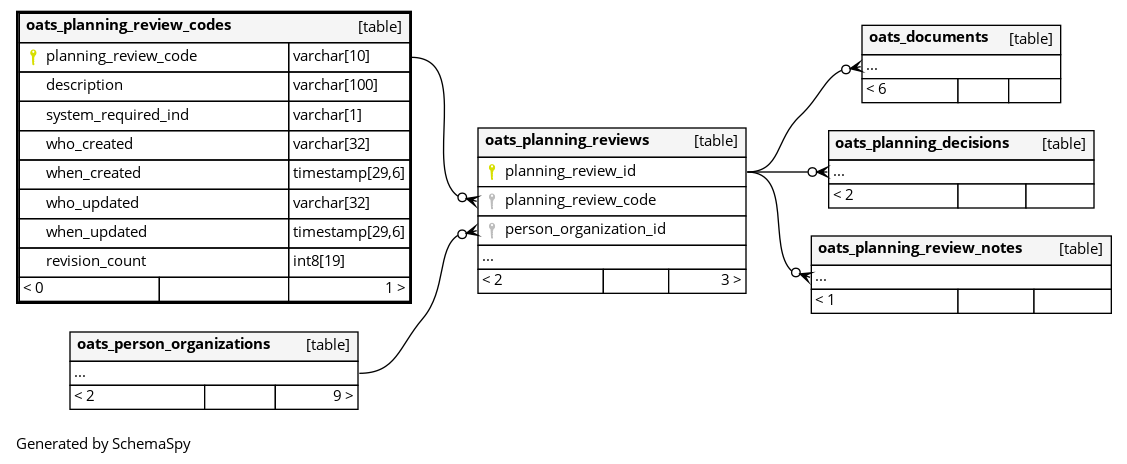 oats_planning_review_codes [table]
planning_review_code varchar[10]
description varchar[100]
system_required_ind varchar[1]
who_created varchar[32]
when_created timestamp[29,6]
who_updated varchar[32]
when_updated timestamp[29,6]
revision_count int8[19]
< 0 1 >
oats_person_organizations [table]
...
< 2 9 >
oats_planning_reviews [table]
planning_review_id
planning_review_code
person_organization_id
...
< 2 3 >
oats_documents [table]
...
< 6
oats_planning_decisions [table]
...
< 2
oats_planning_review_notes [table]
...
< 1
Generated by SchemaSpy